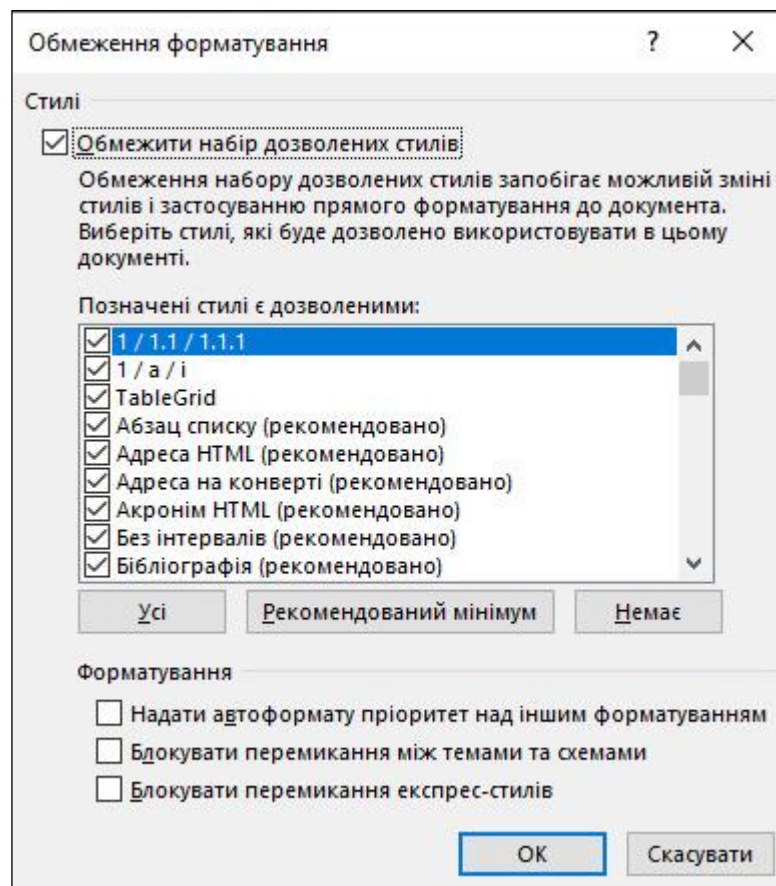 Обмеження форматування
Стилі
Обмежити набір дозволених стилів
Обмеження набору дозволених стилів запобігає можливій зміні
стилів і застосуванню прямого форматування до документа.
Виберіть стилі, які буде дозволено використовувати в цьому
документі.
Позначені стилі є дозволеними:
1 / 1.1 / 1.1.1
1 / a / i
TableGrid
Абзац списку (рекомендовано)
Адреса HTML (рекомендовано)
Адреса на конверті (рекомендовано)
Акронім HTML (рекомендовано)
Без інтервалів (рекомендовано)
Бібліографія (рекомендовано)
Усі Рекомендований мінімум Немає
Форматування
Надати автоформату пріоритет над іншим форматуванням
Блокувати перемикання між темами та схемами
Блокувати перемикання експрес-стилів
ОК Скасувати